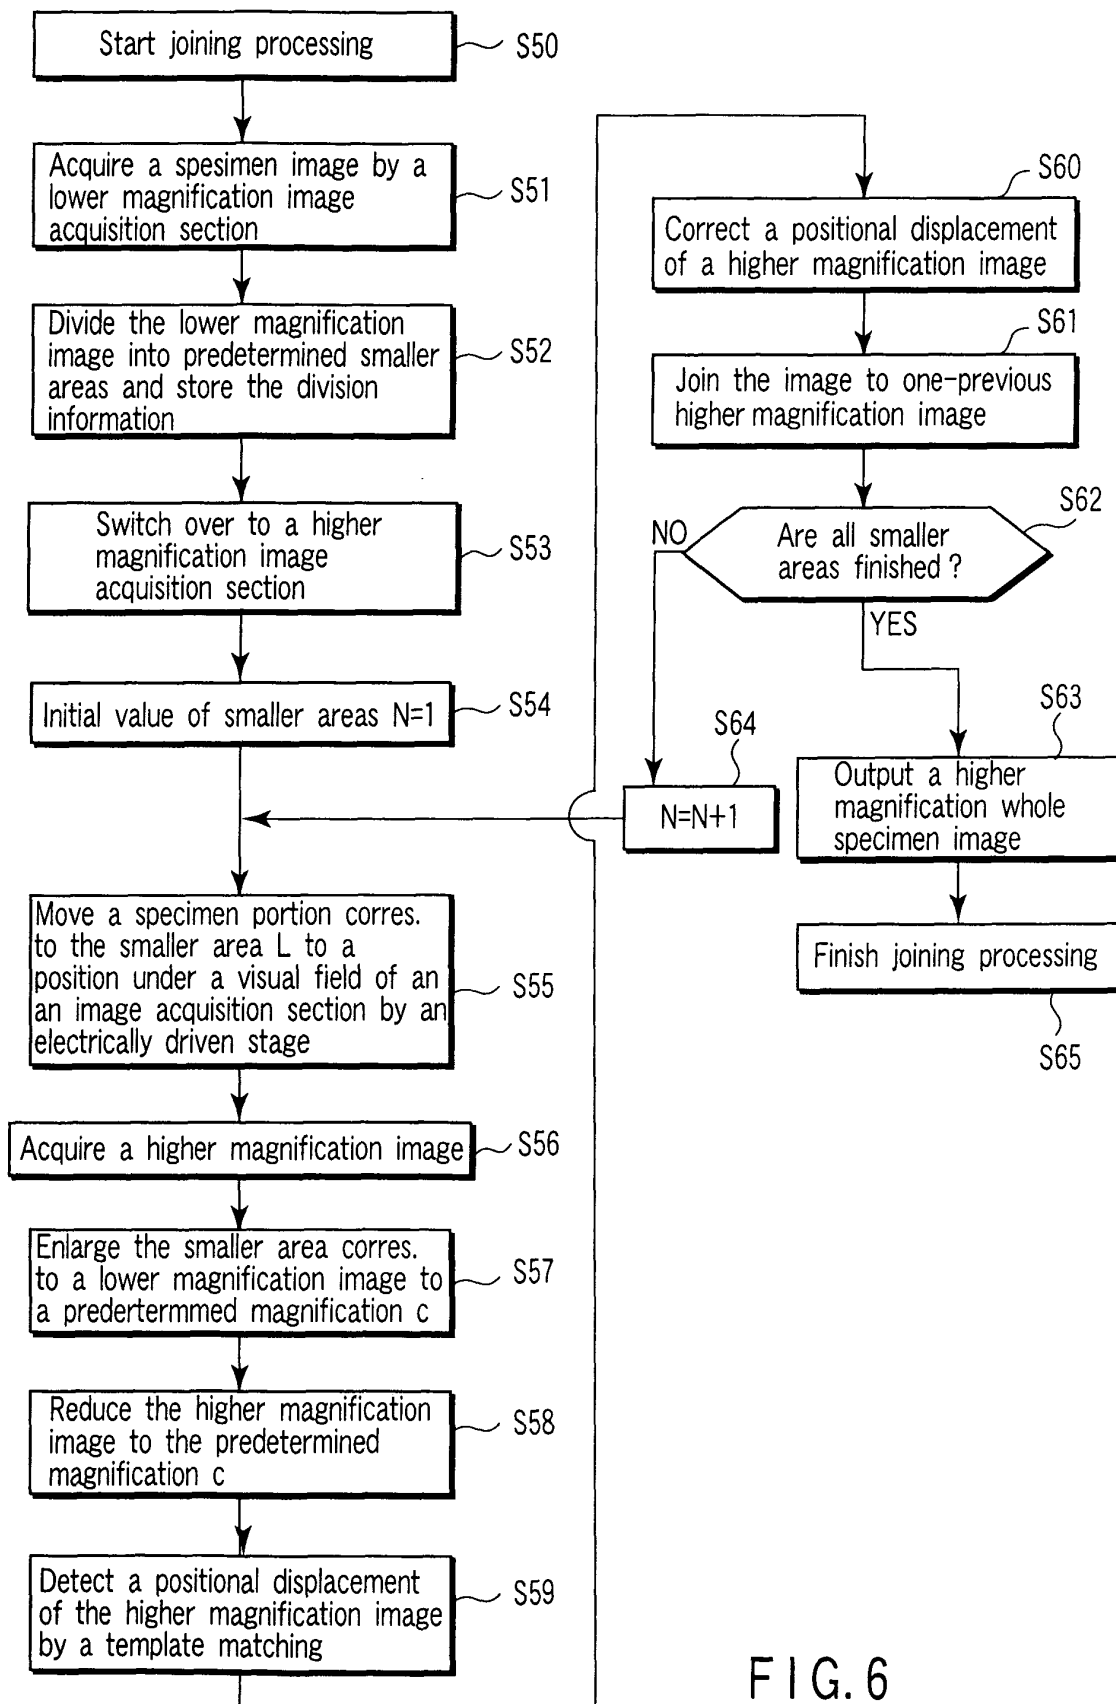 Start joining processing
S50
Acquire a spesimen image by a
lower magnification image
acquisition section
S51
Divide the lower magnification
image into predetermined smaller
areas and store the division
information
S52
Switch over to a higher
magnification image
acquisition section
S53
Initial value of smaller areas N=1
S54
Move a specimen portion corres.
to the smaller area L to a
position under a visual field of an
an image acquisition section by an
electrically driven stage
S55
Acquire a higher magnification image
S56
Enlarge the smaller area corres.
to a lower magnification image to
a predertermmed magnification c
S57
Reduce the higher magnification
image to the predetermined
magnification c
S58
Detect a positional displacement
of the higher magnification image
by a template matching
S59
S60
Correct a positional displacement
of a higher magnification image
S61
Join the image to one-previous
higher magnification image
S62
NO
Are all smaller
areas finished ?
YES
S64
N=N+1
S63
Output a higher
magnification whole
specimen image
Finish joining processing
S65
FIG. 6